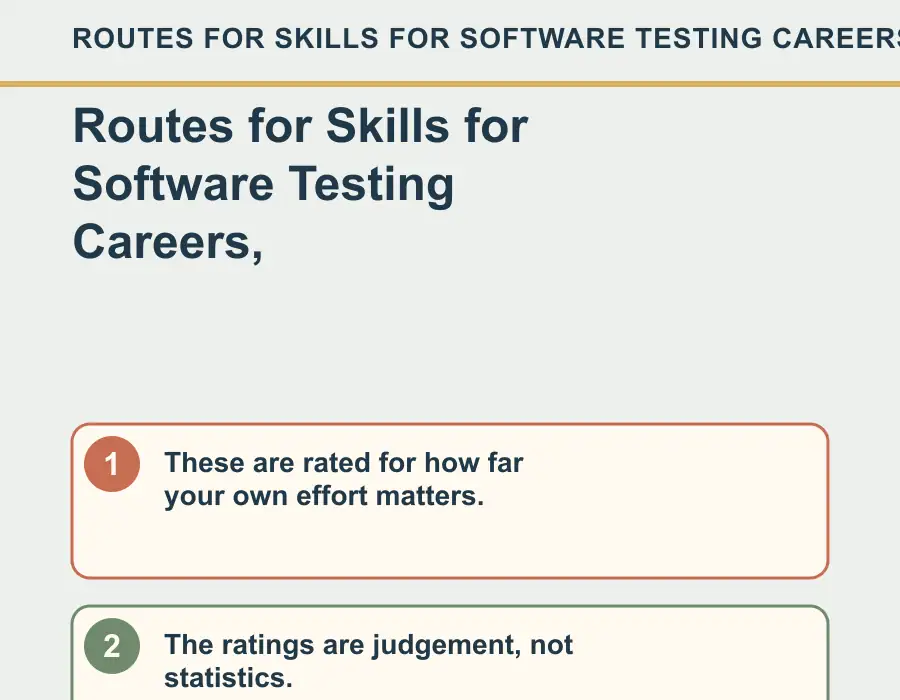 ROUTES FOR SKILLS FOR SOFTWARE TESTING CAREERS
Routes for Skills for
Software Testing
Careers,
1
These are rated for how far
your own effort matters.
2
The ratings are judgement, not
statistics.